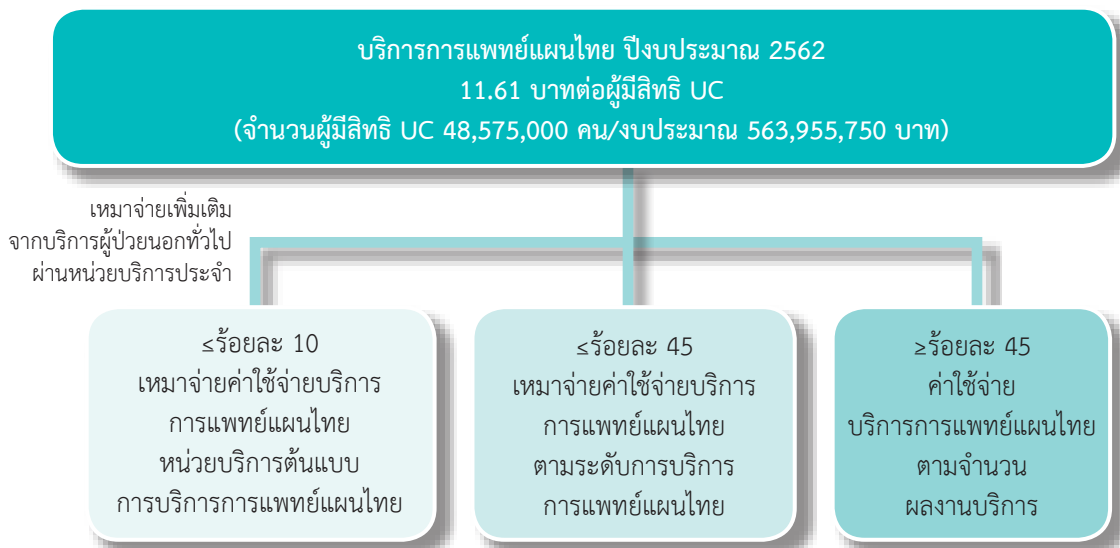 บริการการแพทย์แผนไทย ปีงบประมาณ 2562
11.61 บาทต่อผู้มีสิทธิ UC
(จำนวนผู้มีสิทธิ UC 48,575,000 คน/งบประมาณ 563,955,750 บาท)
เหมาจ่ายเพิ่มเติม
จากบริการผู้ป่วยนอกทั่วไป
ผ่านหน่วยบริการประจำ
≤ร้อยละ 10
เหมาจ่ายค่าใช้จ่ายบริการ
การแพทย์แผนไทย
หน่วยบริการต้นแบบ
การบริการการแพทย์แผนไทย
≤ร้อยละ 45
เหมาจ่ายค่าใช้จ่ายบริการ
การแพทย์แผนไทย
ตามระดับการบริการ
การแพทย์แผนไทย
≥ร้อยละ 45
ค่าใช้จ่าย
บริการการแพทย์แผนไทย
ตามจำนวน
ผลงานบริการ